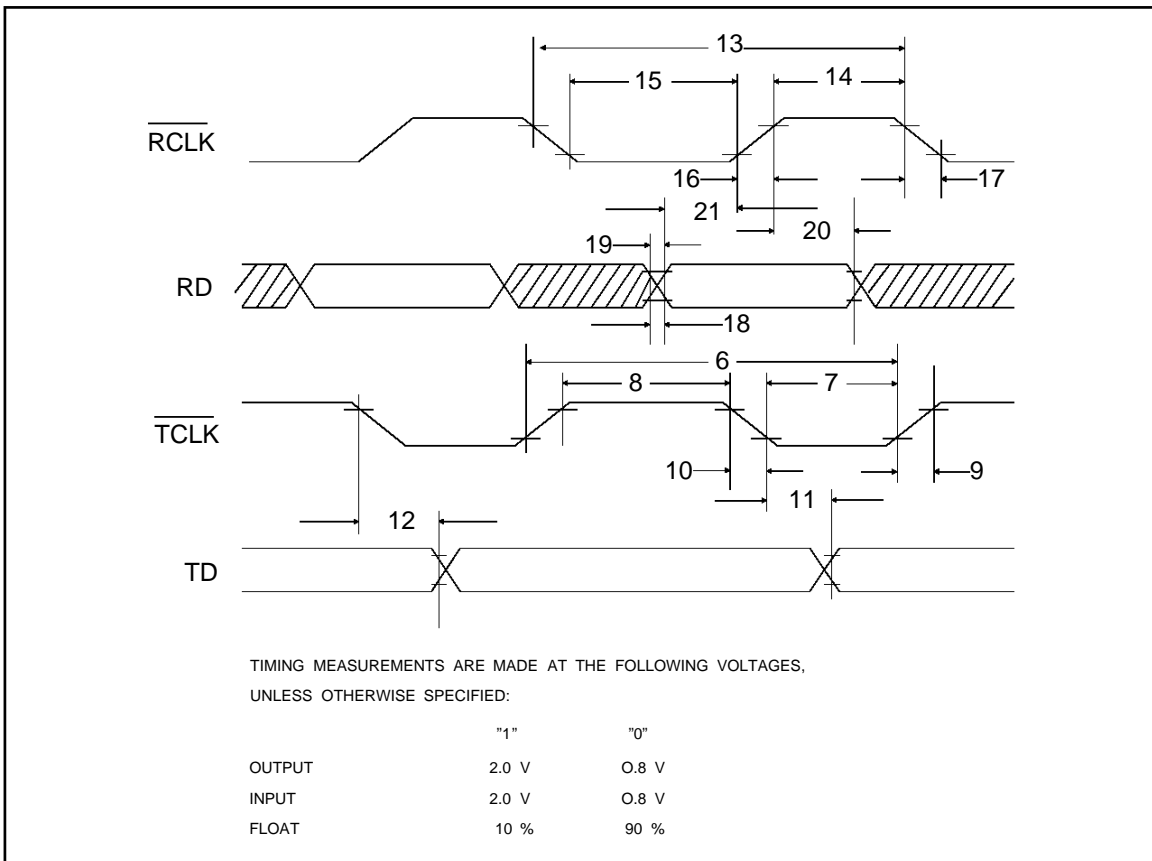 13
15 14
RCLK
16 17
21
20
19
RD
18
6
8 7
TCLK
10 9
11
12
TD
TIMING MEASUREMENTS ARE MADE AT THE FOLLOWING VOLTAGES,
UNLESS OTHERWISE SPECIFIED:
"1" "0"
OUTPUT 2.0 V O.8 V
INPUT 2.0 V O.8 V
FLOAT 10 % 90 %